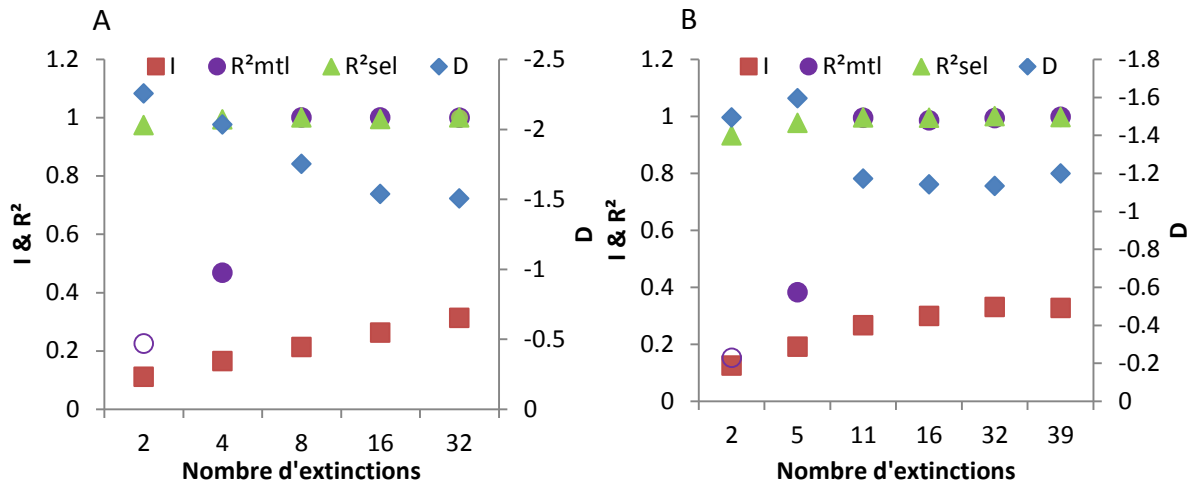 A
I R²mtl R²sel D
1.2
1
0.8
0.6
0.4
0.2
0
I & R²
-2.5
-2
-1.5
-1
-0.5
0
D
2 4 8 16 32
Nombre d'extinctions
B
I R²mtl R²sel D
1.2
1
0.8
0.6
0.4
0.2
0
I & R²
-1.8
-1.6
-1.4
-1.2
-1
-0.8
-0.6
-0.4
-0.2
0
D
2 5 11 16 32 39
Nombre d'extinctions